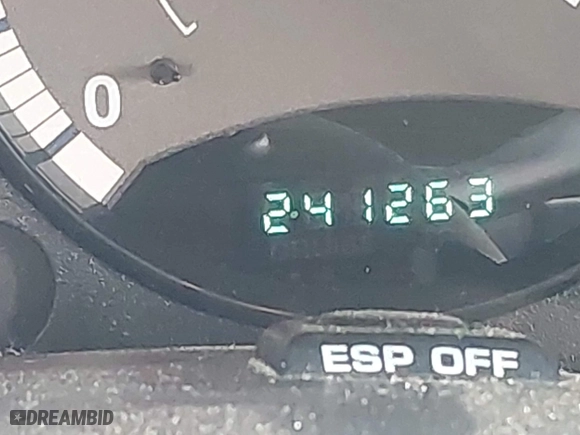 0
241263
ESP OFF
DREAMBID